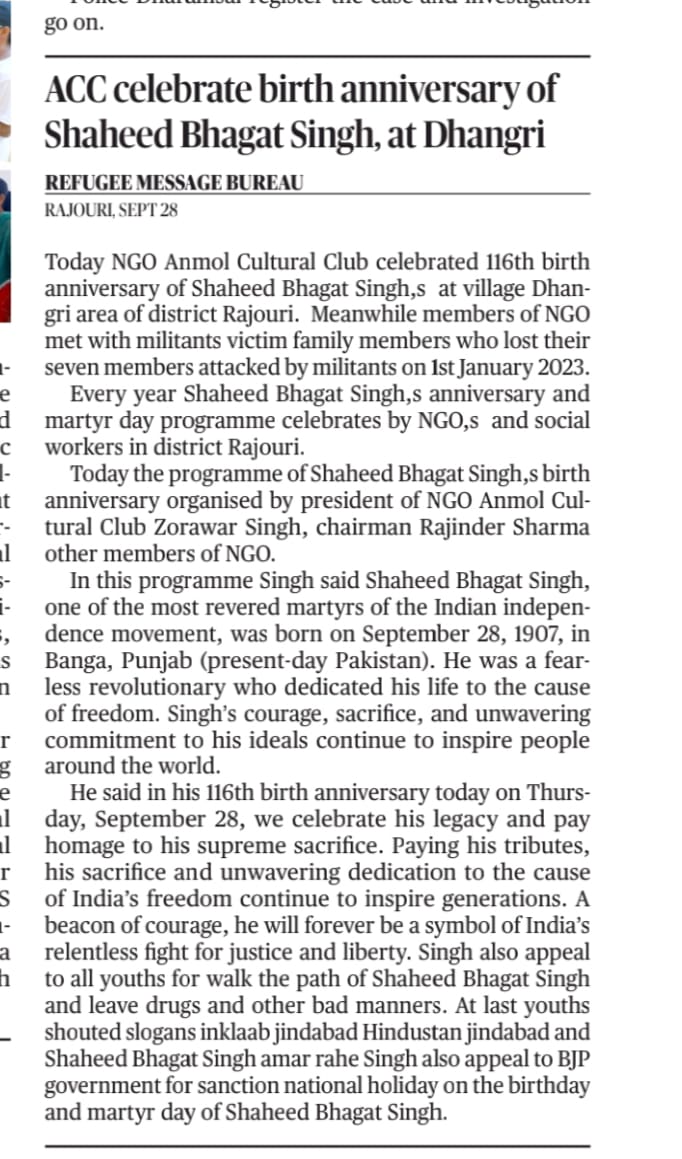 go on.
ACC celebrate birth anniversary of
Shaheed Bhagat Singh, at Dhangri
REFUGEE MESSAGE BUREAU
RAJOURI, SEPT 28
Today NGO Anmol Cultural Club celebrated 116th birth
anniversary of Shaheed Bhagat Singh,s at village Dhan-
gri area of district Rajouri. Meanwhile members of NGO
met with militants victim family members who lost their
seven members attacked by militants on 1st January 2023.
Every year Shaheed Bhagat Singh,s anniversary and
martyr day programme celebrates by NGO,s and social
workers in district Rajouri.
Today the programme of Shaheed Bhagat Singh,s birth
anniversary organised by president of NGO Anmol Cul-
tural Club Zorawar Singh, chairman Rajinder Sharma
other members of NGO.
In this programme Singh said Shaheed Bhagat Singh,
one of the most revered martyrs of the Indian indepen-
dence movement, was born on September 28, 1907, in
Banga, Punjab (present-day Pakistan). He was a fear-
less revolutionary who dedicated his life to the cause
of freedom. Singh’s courage, sacrifice, and unwavering
commitment to his ideals continue to inspire people
around the world.
He said in his 116th birth anniversary today on Thurs-
day, September 28, we celebrate his legacy and pay
homage to his supreme sacrifice. Paying his tributes,
his sacrifice and unwavering dedication to the cause
of India’s freedom continue to inspire generations. A
beacon of courage, he will forever be a symbol of India’s
relentless fight for justice and liberty. Singh also appeal
to all youths for walk the path of Shaheed Bhagat Singh
and leave drugs and other bad manners. At last youths
shouted slogans inklaab jindabad Hindustan jindabad and
Shaheed Bhagat Singh amar rahe Singh also appeal to BJP
government for sanction national holiday on the birthday
and martyr day of Shaheed Bhagat Singh.